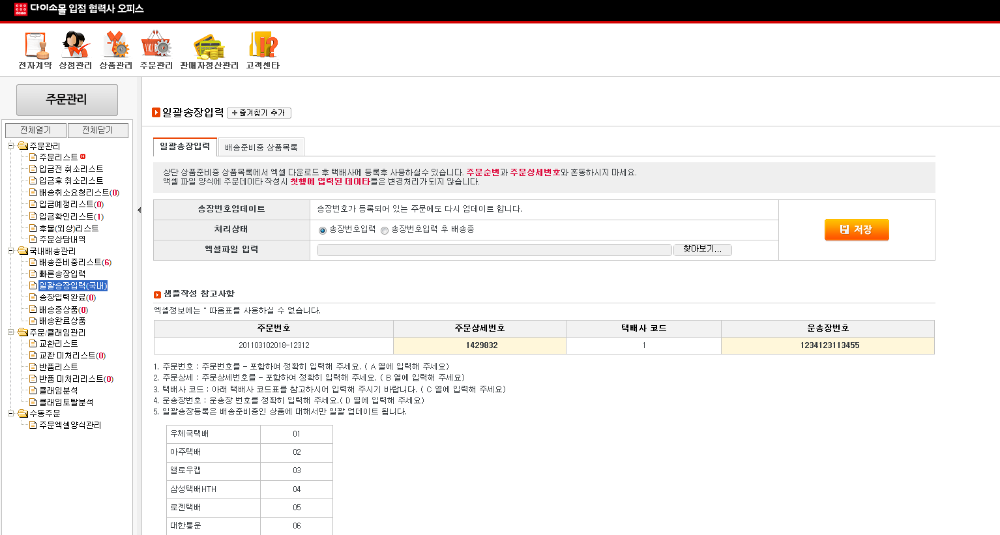 daiso 다이소몰 입점 협력사 오피스
전자계약 상점관리 상품관리 주문관리 판매자정산관리 고객센타
주문관리
전체열기 전체닫기
주문관리
주문리스트 N
입금전 취소리스트
입금후 취소리스트
배송취소요청리스트(0)
입금예정리스트(0)
입금확인리스트(1)
후불(외상)리스트
주문상담내역
국내배송관리
배송준비중리스트(6)
빠른송장입력
일괄송장입력(국내)
송장입력완료(0)
배송중상품(0)
배송완료상품
주문/클래임관리
교환리스트
교환 미처리스트(0)
반품리스트
반품 미처리리스트(0)
클래임분석
클래임토탈분석
수동주문
주문엑셀양식관리
일괄송장입력 +즐겨찾기 추가
일괄송장입력 배송준비중 상품목록
상단 상품준비중 상품목록에서 엑셀 다운로드 후 택배사에 등록후 사용하실수 있습니다. 주문순번과 주문상세번호와 혼동하시지 마세요.
액셀 파일 양식에 주문데이타 작성시 첫행에 입력된 데이타들은 변경처리가 되지 않습니다.
송장번호업데이트 송장번호가 등록되어 있는 주문에도 다시 업데이트 합니다.
처리상태 송장번호입력 송장번호입력 후 배송중
엑셀파일 입력 찾아보기...
저장
샘플작성 참고사항
엑셀정보에는 " 따옴표를 사용하실 수 없습니다.
주문번호 주문상세번호 택배사 코드 운송장번호
201103102018-12312 1429832 1 1234123113455
1. 주문번호 : 주문번호를 - 포함하여 정확히 입력해 주세요. ( A 열에 입력해 주세요)
2. 주문상세 : 주문상세번호를 - 포함하여 정확히 입력해 주세요. ( B 열에 입력해 주세요)
3. 택배사 코드 : 아래 택배사 코드표를 참고하시어 입력해 주시기 바랍니다. ( C 열에 입력해 주세요)
4. 운송장번호 : 운송장 번호를 정확히 입력해 주세요.( D 열에 입력해 주세요)
5. 일괄송장등록은 배송준비중인 상품에 대해서만 일괄 업데이트 됩니다.
우체국택배 01
아주택배 02
앨로우캡 03
삼성택배HTH 04
로젠택배 05
대한통운 06